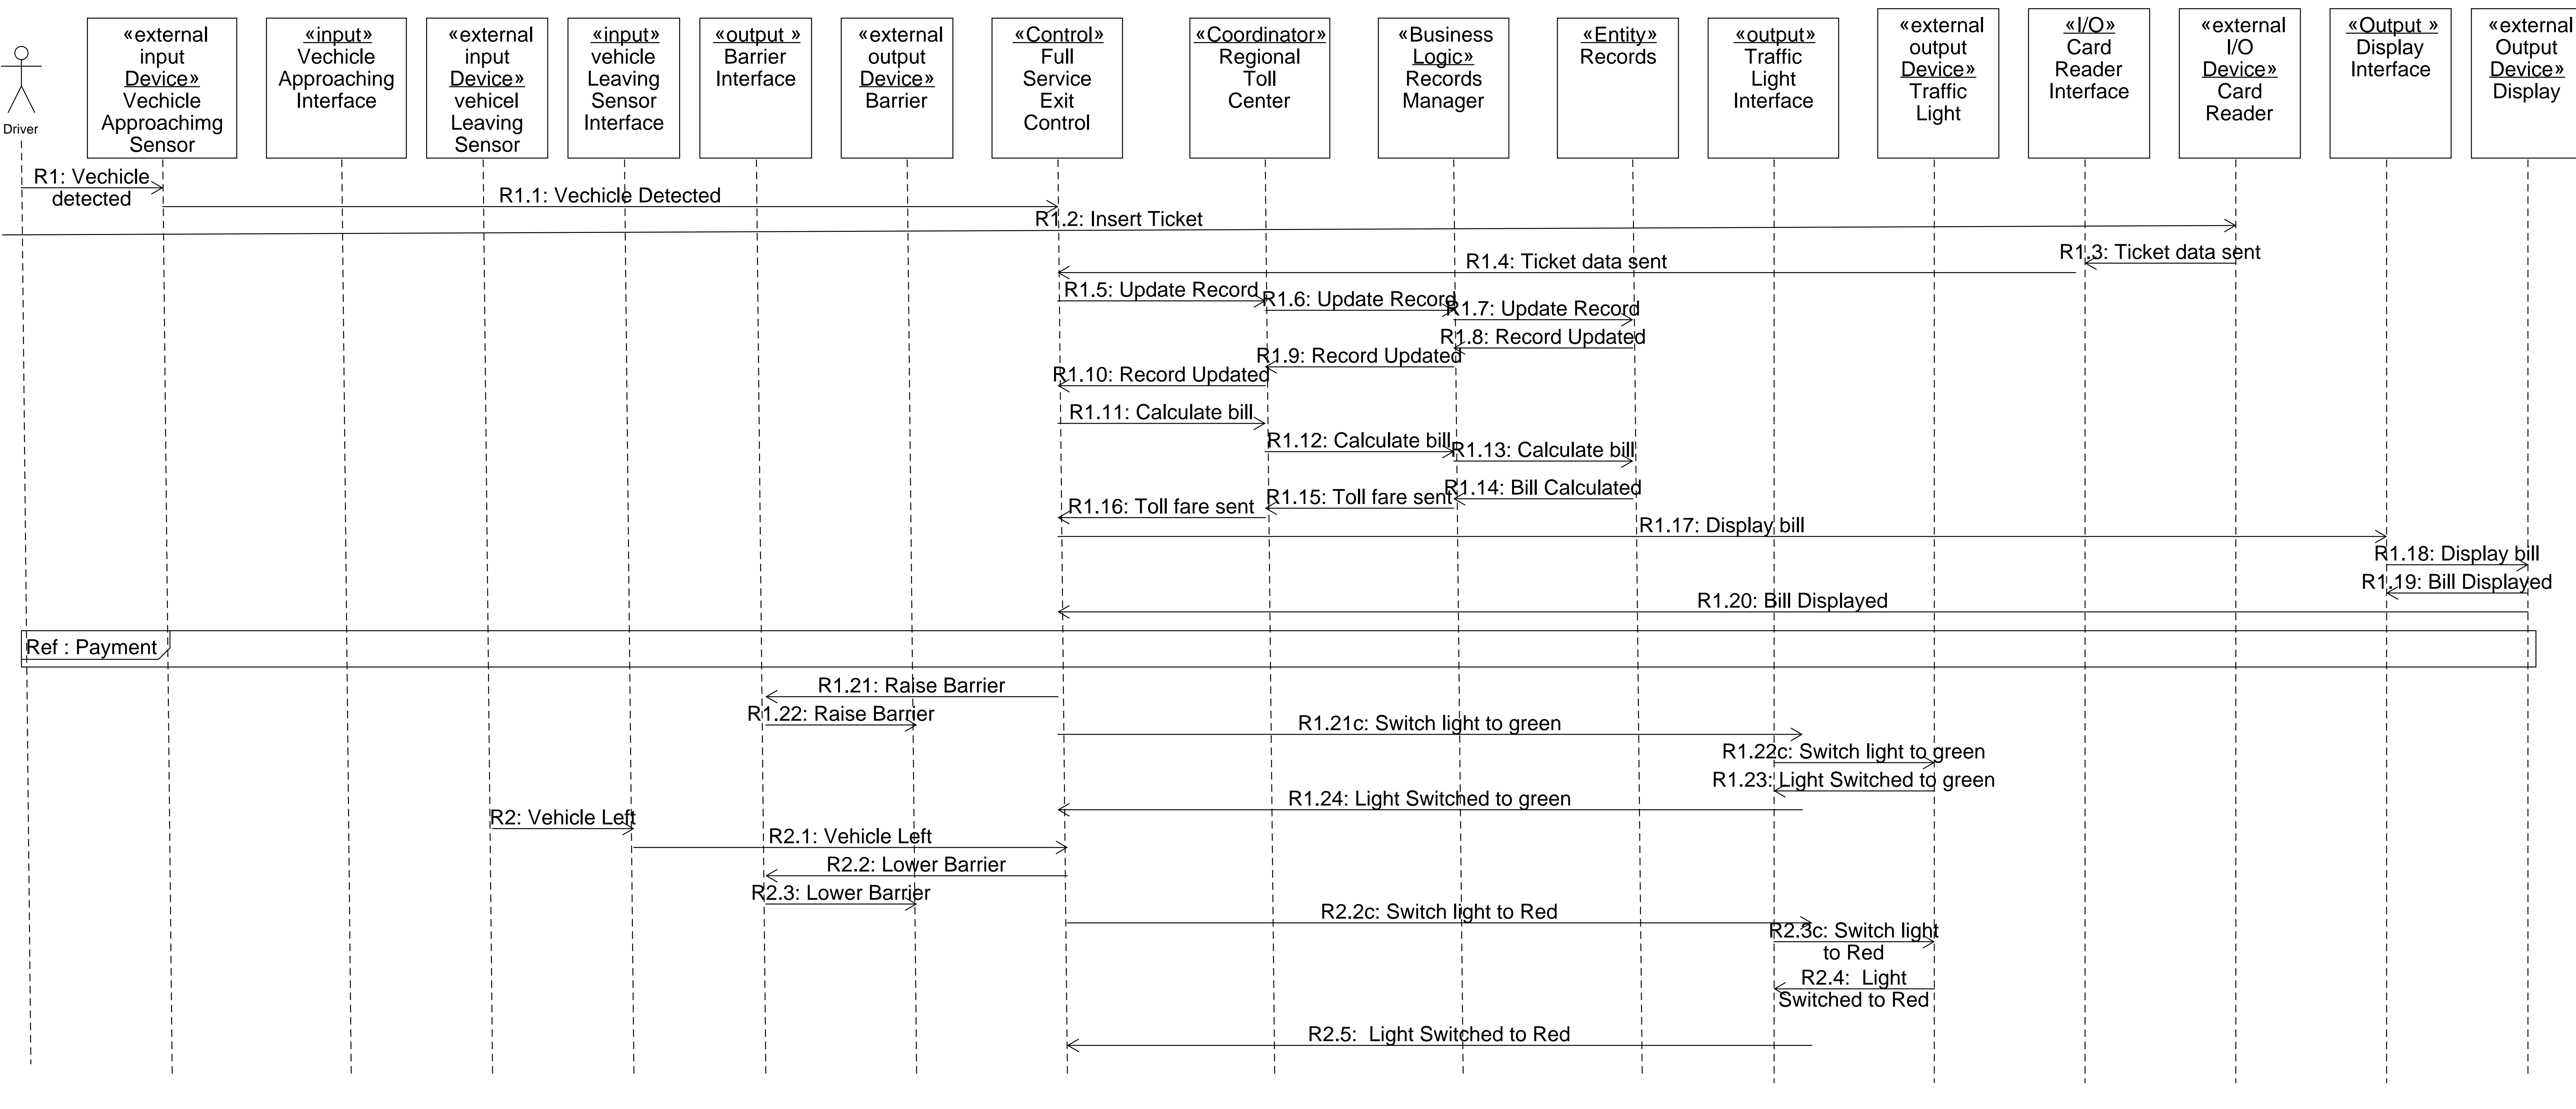 Driver
«external
input
Device»
Vechicle
Approachimg
Sensor
«input»
Vechicle
Approaching
Interface
«external
input
Device»
vehicel
Leaving
Sensor
«input»
vehicle
Leaving
Sensor
Interface
«output »
Barrier
Interface
«external
output
Device»
Barrier
«Control»
Full
Service
Exit
Control
«Coordinator»
Regional
Toll
Center
«Business
Logic»
Records
Manager
«Entity»
Records
«output»
Traffic
Light
Interface
«external
output
Device»
Traffic
Light
«I/O»
Card
Reader
Interface
«external
I/O
Device»
Card
Reader
«Output »
Display
Interface
«external
Output
Device»
Display
R1: Vechicle
detected
R1.1: Vechicle Detected
R1.2: Insert Ticket
R1.3: Ticket data sent
R1.4: Ticket data sent
R1.5: Update Record
R1.6: Update Record
R1.7: Update Record
R1.8: Record Updated
R1.9: Record Updated
R1.10: Record Updated
R1.11: Calculate bill
R1.12: Calculate bill
R1.13: Calculate bill
R1.14: Bill Calculated
R1.15: Toll fare sent
R1.16: Toll fare sent
R1.17: Display bill
R1.18: Display bill
R1.19: Bill Displayed
R1.20: Bill Displayed
Ref : Payment
R1.21: Raise Barrier
R1.22: Raise Barrier
R1.21c: Switch light to green
R1.22c: Switch light to green
R1.23: Light Switched to green
R1.24: Light Switched to green
R2: Vehicle Left
R2.1: Vehicle Left
R2.2: Lower Barrier
R2.3: Lower Barrier
R2.2c: Switch light to Red
R2.3c: Switch light
to Red
R2.4:  Light
Switched to Red
R2.5:  Light Switched to Red